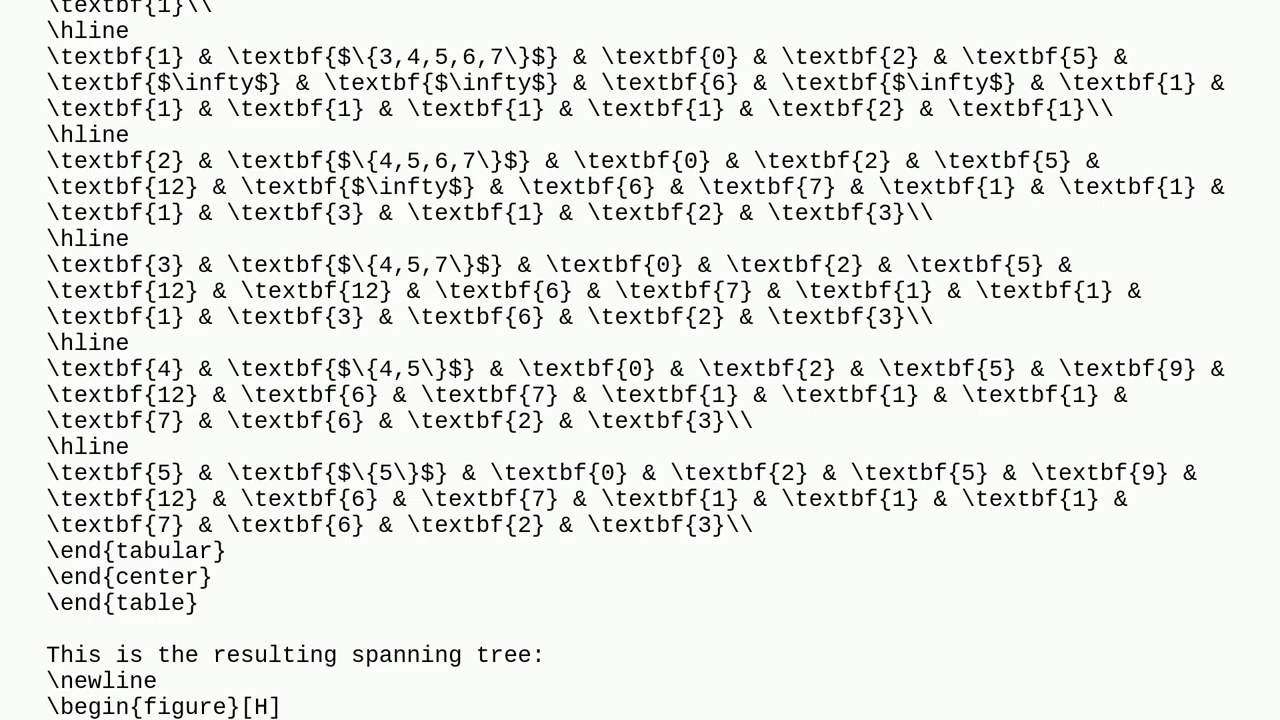 \textbf{1}\\
\hline
\textbf{1} & \textbf{$\{3,4,5,6,7\}$} & \textbf{0} & \textbf{2} & \textbf{5} &
\textbf{$\infty$} & \textbf{$\infty$} & \textbf{6} & \textbf{$\infty$} & \textbf{1} &
\textbf{1} & \textbf{1} & \textbf{1} & \textbf{1} & \textbf{2} & \textbf{1}\\
\hline
\textbf{2} & \textbf{$\{4,5,6,7\}$} & \textbf{0} & \textbf{2} & \textbf{5} &
\textbf{12} & \textbf{$\infty$} & \textbf{6} & \textbf{7} & \textbf{1} & \textbf{1} &
\textbf{1} & \textbf{3} & \textbf{1} & \textbf{2} & \textbf{3}\\
\hline
\textbf{3} & \textbf{$\{4,5,7\}$} & \textbf{0} & \textbf{2} & \textbf{5} &
\textbf{12} & \textbf{12} & \textbf{6} & \textbf{7} & \textbf{1} & \textbf{1} &
\textbf{1} & \textbf{3} & \textbf{6} & \textbf{2} & \textbf{3}\\
\hline
\textbf{4} & \textbf{$\{4,5\}$} & \textbf{0} & \textbf{2} & \textbf{5} & \textbf{9} &
\textbf{12} & \textbf{6} & \textbf{7} & \textbf{1} & \textbf{1} & \textbf{1} &
\textbf{7} & \textbf{6} & \textbf{2} & \textbf{3}\\
\hline
\textbf{5} & \textbf{$\{5\}$} & \textbf{0} & \textbf{2} & \textbf{5} & \textbf{9} &
\textbf{12} & \textbf{6} & \textbf{7} & \textbf{1} & \textbf{1} & \textbf{1} &
\textbf{7} & \textbf{6} & \textbf{2} & \textbf{3}\\
\end{tabular}
\end{center}
\end{table}
This is the resulting spanning tree:
\newline
\begin{figure}[H]